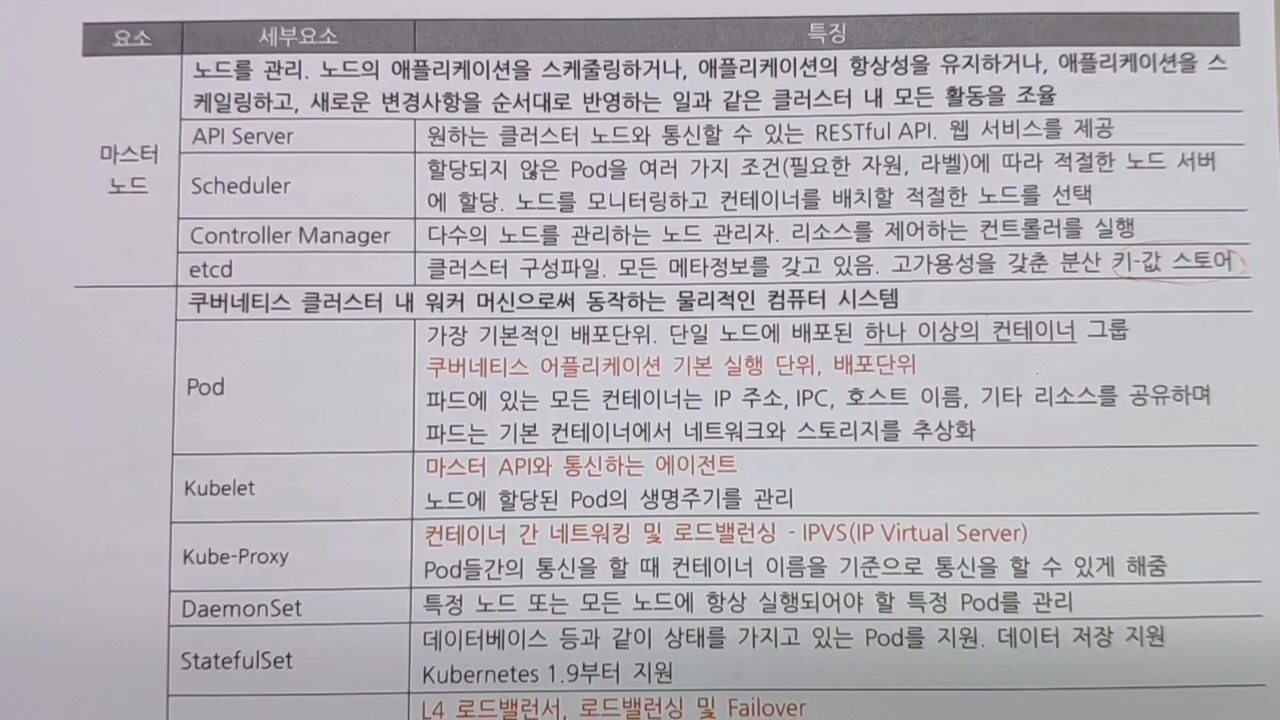 요소 세부요소 특징
노드를 관리. 노드의 애플리케이션을 스케줄링하거나, 애플리케이션의 항상성을 유지하거나, 애플리케이션을 스
케일링하고, 새로운 변경사항을 순서대로 반영하는 일과 같은 클러스터 내 모든 활동을 조율
마스터
노드
API Server 원하는 클러스터 노드와 통신할 수 있는 RESTful API. 웹 서비스를 제공
Scheduler
할당되지 않은 Pod을 여러 가지 조건(필요한 자원, 라벨)에 따라 적절한 노드 서버
에 할당. 노드를 모니터링하고 컨테이너를 배치할 적절한 노드를 선택
Controller Manager 다수의 노드를 관리하는 노드 관리자. 리소스를 제어하는 컨트롤러를 실행
etcd 클러스터 구성파일. 모든 메타정보를 갖고 있음. 고가용성을 갖춘 분산 키-값 스토어
쿠버네티스 클러스터 내 워커 머신으로써 동작하는 물리적인 컴퓨터 시스템
Pod
가장 기본적인 배포단위. 단일 노드에 배포된 하나 이상의 컨테이너 그룹
쿠버네티스 어플리케이션 기본 실행 단위, 배포단위
파드에 있는 모든 컨테이너는 IP 주소, IPC, 호스트 이름, 기타 리소스를 공유하며
파드는 기본 컨테이너에서 네트워크와 스토리지를 추상화
Kubelet
마스터 API와 통신하는 에이전트
노드에 할당된 Pod의 생명주기를 관리
Kube-Proxy
컨테이너 간 네트워킹 및 로드밸런싱 - IPVS(IP Virtual Server)
Pod들간의 통신을 할 때 컨테이너 이름을 기준으로 통신을 할 수 있게 해줌
DaemonSet 특정 노드 또는 모든 노드에 항상 실행되어야 할 특정 Pod를 관리
StatefulSet
데이터베이스 등과 같이 상태를 가지고 있는 Pod를 지원. 데이터 저장 지원
Kubernetes 1.9부터 지원
L4 로드밸런서, 로드밸런싱 및 Failover